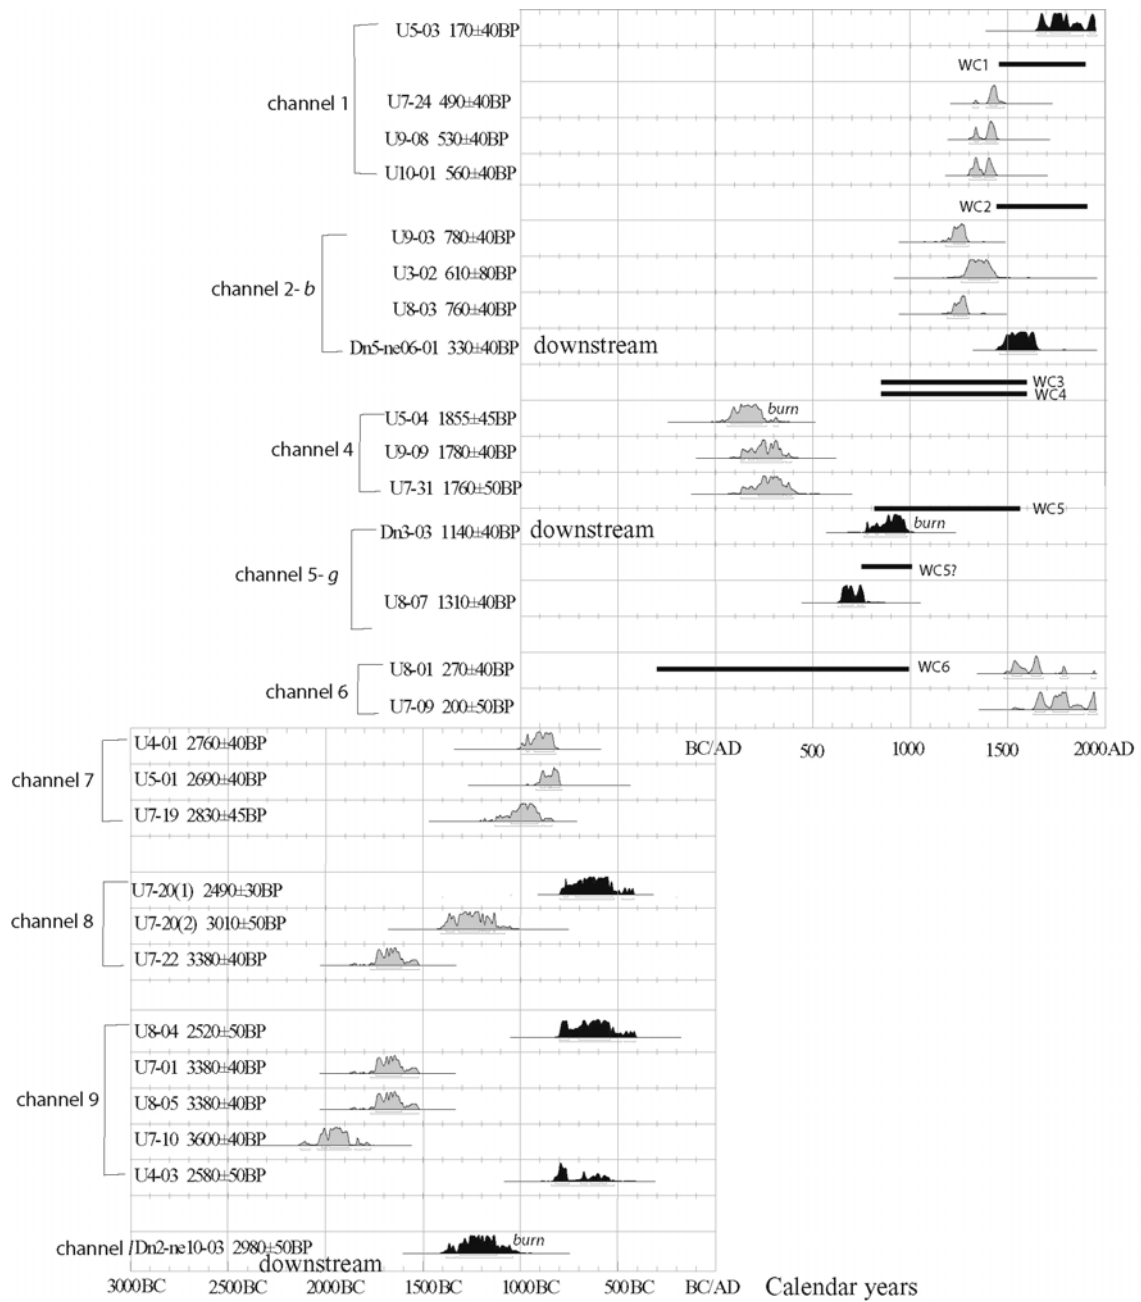 U5-03 170±40BP
WC1
channel 1
U7-24 490±40BP
U9-08 530±40BP
U10-01 560±40BP
WC2
U9-03 780±40BP
U3-02 610±80BP
channel 2- b
U8-03 760±40BP
Dn5-ne06-01 330±40BP downstream
WC3
WC4
U5-04 1855±45BP burn
channel 4
U9-09 1780±40BP
U7-31 1760±50BP
WC5
Dn3-03 1140±40BP downstream burn
channel 5- g
WC5?
U8-07 1310±40BP
U8-01 270±40BP WC6
channel 6
U7-09 200±50BP
U4-01 2760±40BP
BC/AD 500 1000 1500 2000AD
channel 7
U5-01 2690±40BP
U7-19 2830±45BP
U7-20(1) 2490±30BP
channel 8
U7-20(2) 3010±50BP
U7-22 3380±40BP
U8-04 2520±50BP
U7-01 3380±40BP
channel 9
U8-05 3380±40BP
U7-10 3600±40BP
U4-03 2580±50BP
channel l Dn2-ne10-03 2980±50BP burn
downstream
3000BC 2500BC 2000BC 1500BC 1000BC 500BC BC/AD Calendar years